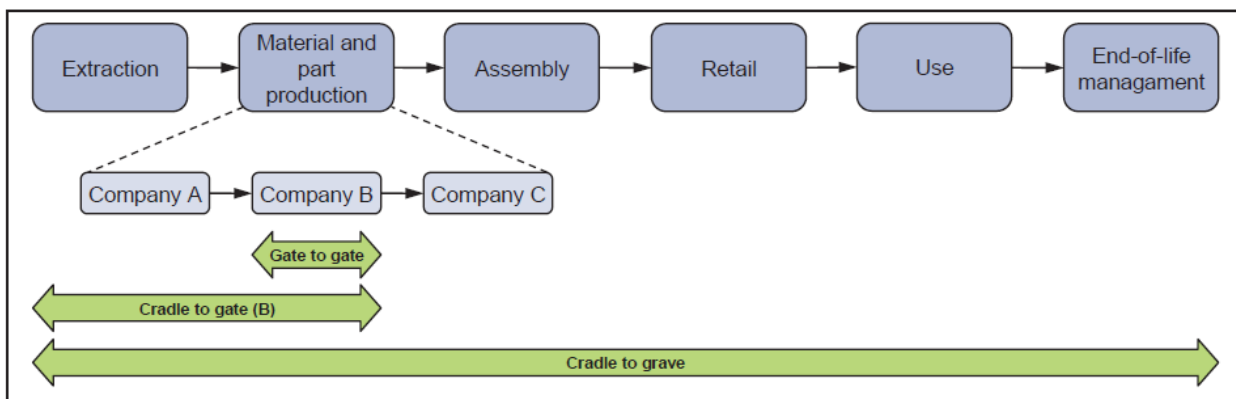 Extraction
Material and
part
production
Assembly
Retail
Use
End-of-life
managament
Company A
Company B
Company C
Gate to gate
Cradle to gate (B)
Cradle to grave